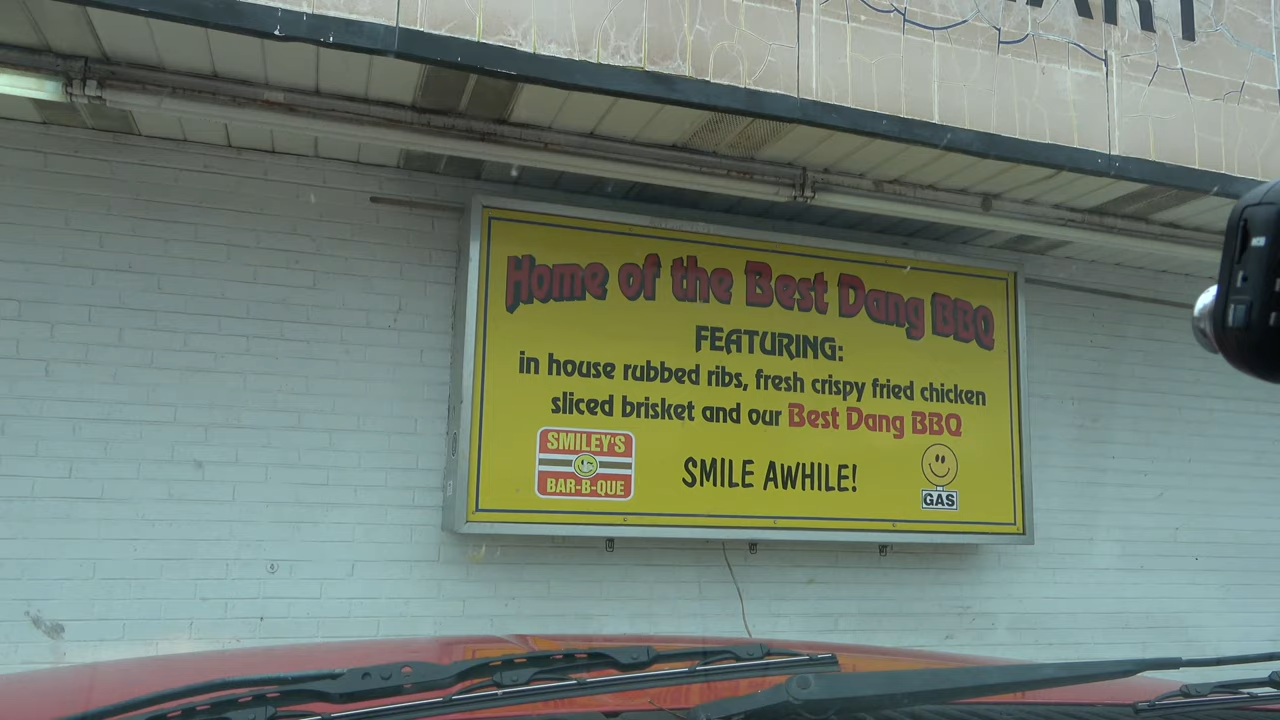 Home of the Best Dang BBQ
FEATURING:
in house rubbed ribs, fresh crispy fried chicken
sliced brisket and our Best Dang BBQ
SMILEY'S
BAR-B-QUE
SMILE AWHILE!
GAS